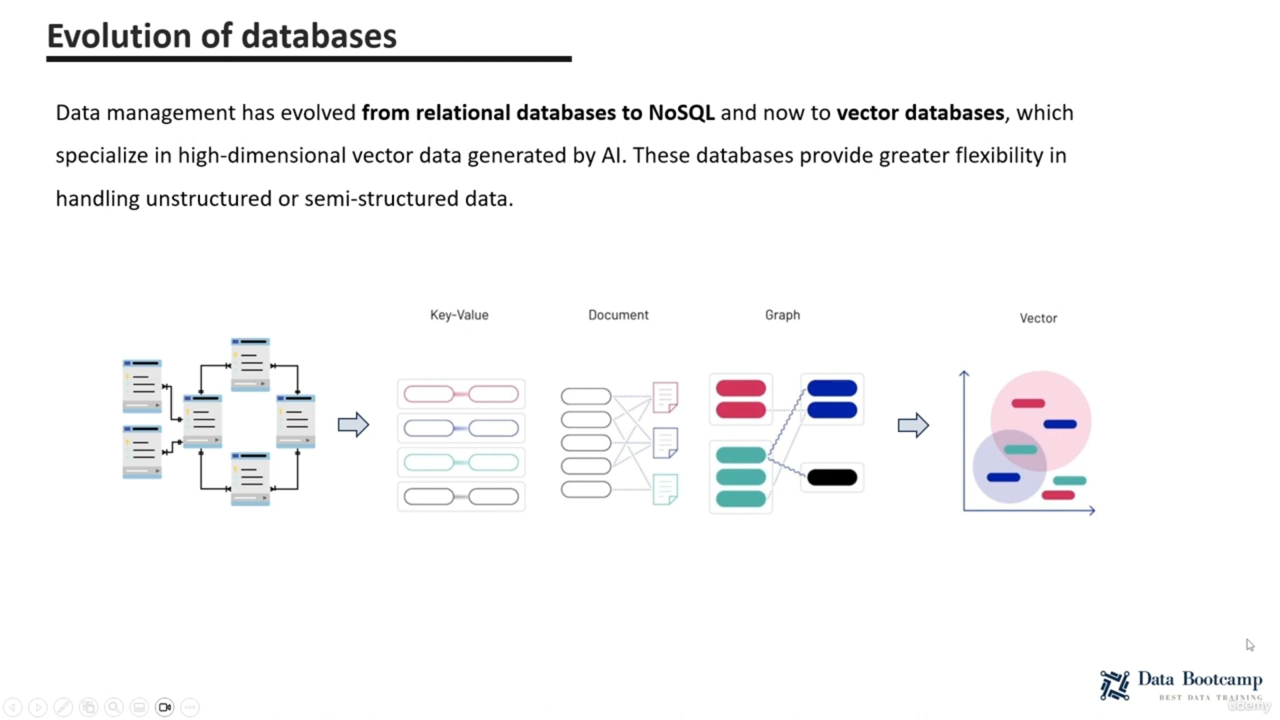 Evolution of databases
Data management has evolved from relational databases to NoSQL and now to vector databases, which
specialize in high-dimensional vector data generated by AI. These databases provide greater flexibility in
handling unstructured or semi-structured data.
Key-Value
Document
Graph
Vector
Data Bootcamp
BEST DATA TRAINING
udemy